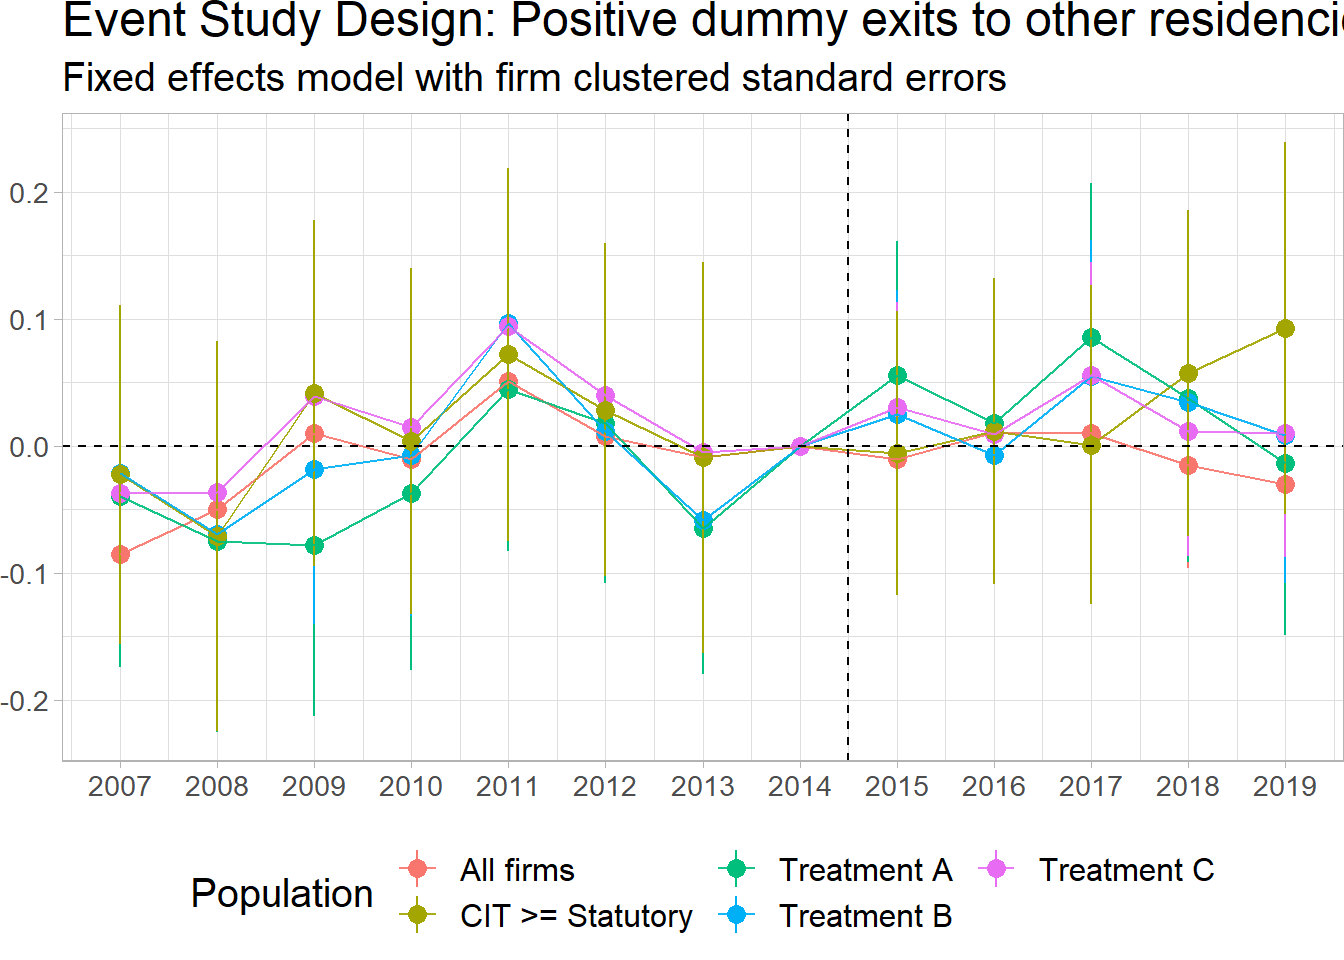 Event Study Design: Positive dummy exits to other
Fixed effects model with firm clustered standard errors
0.2
0.1
0.0
-0.1
-0.2
2007 2008 2009 2010 2011 2012 2013 2014 2015 2016 2017 2018 2019
Population
All firms Treatment A Treatment C
CIT >= Statutory Treatment B